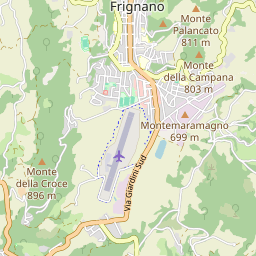 Frignano
Monte
Palancato
811 m
Monte
della Campana
803 m
Montemaramagno
699 m
Monte
della Croce
896 m
Via Giardini Sud